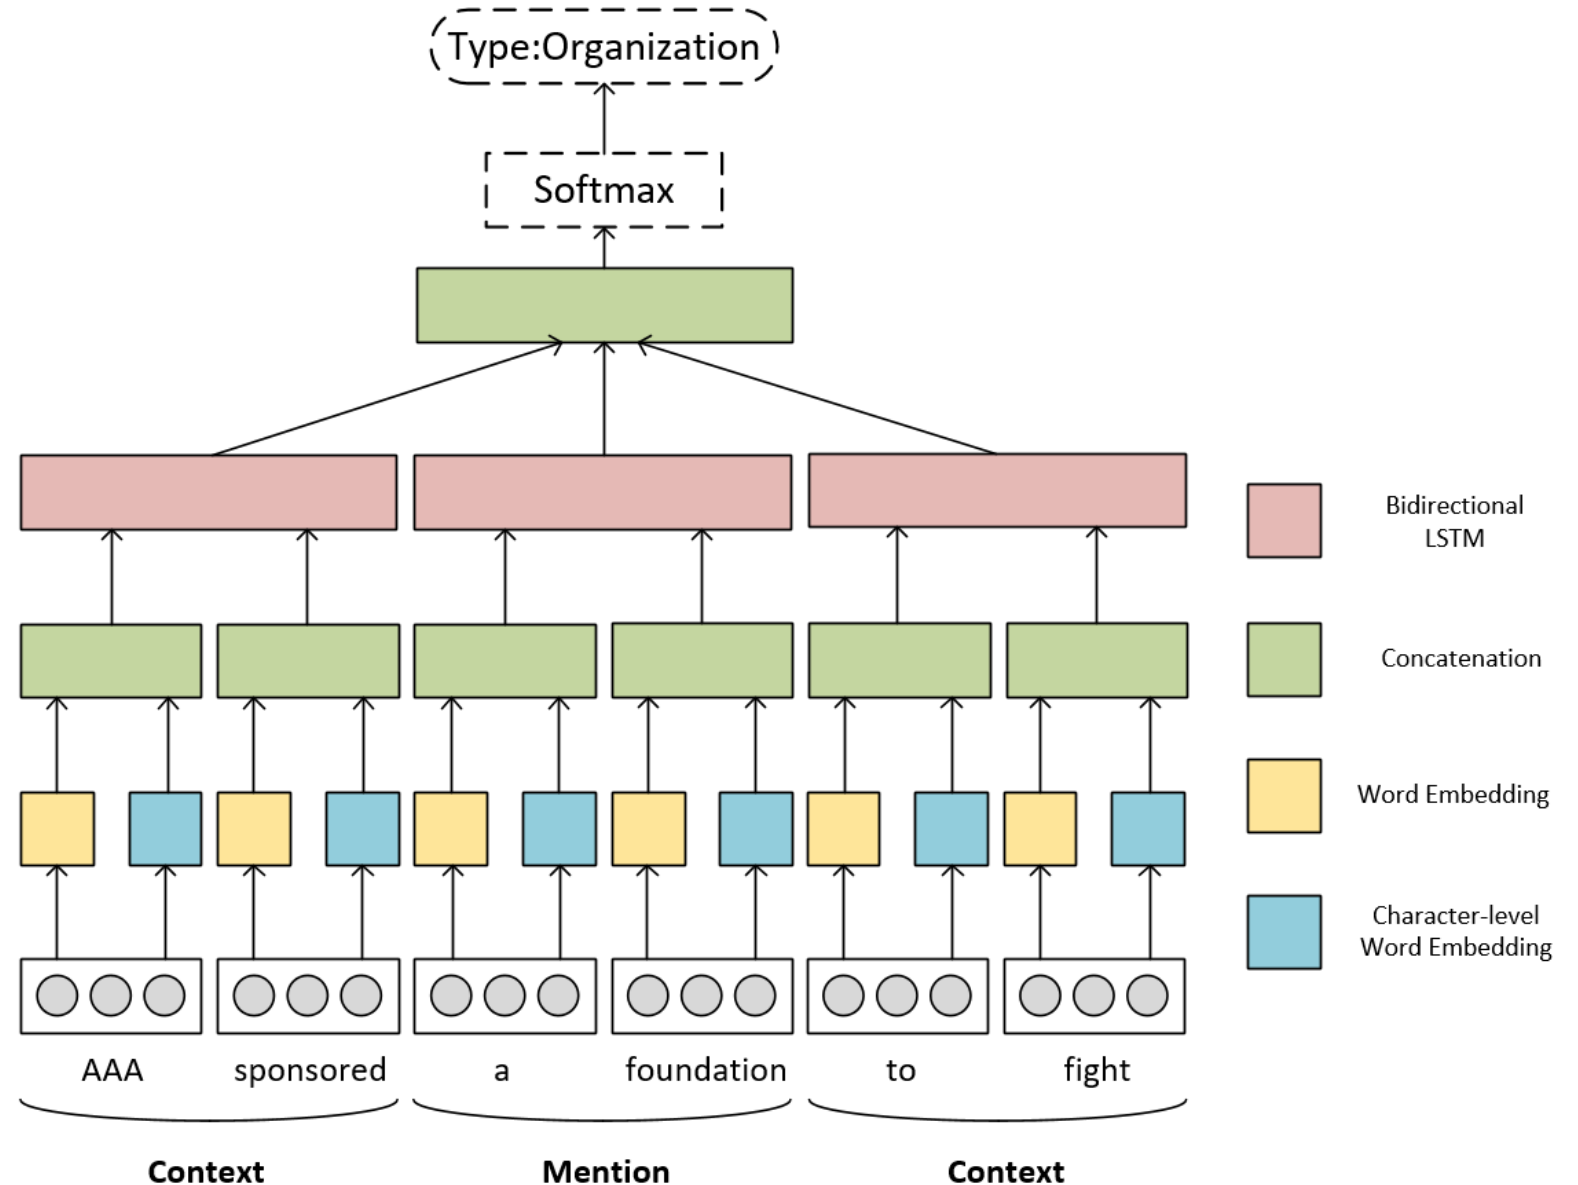 Type:Organization
Softmax
Bidirectional
LSTM
Concatenation
Word Embedding
Character-level
Word Embedding
AAA sponsored a foundation to fight
Context Mention Context